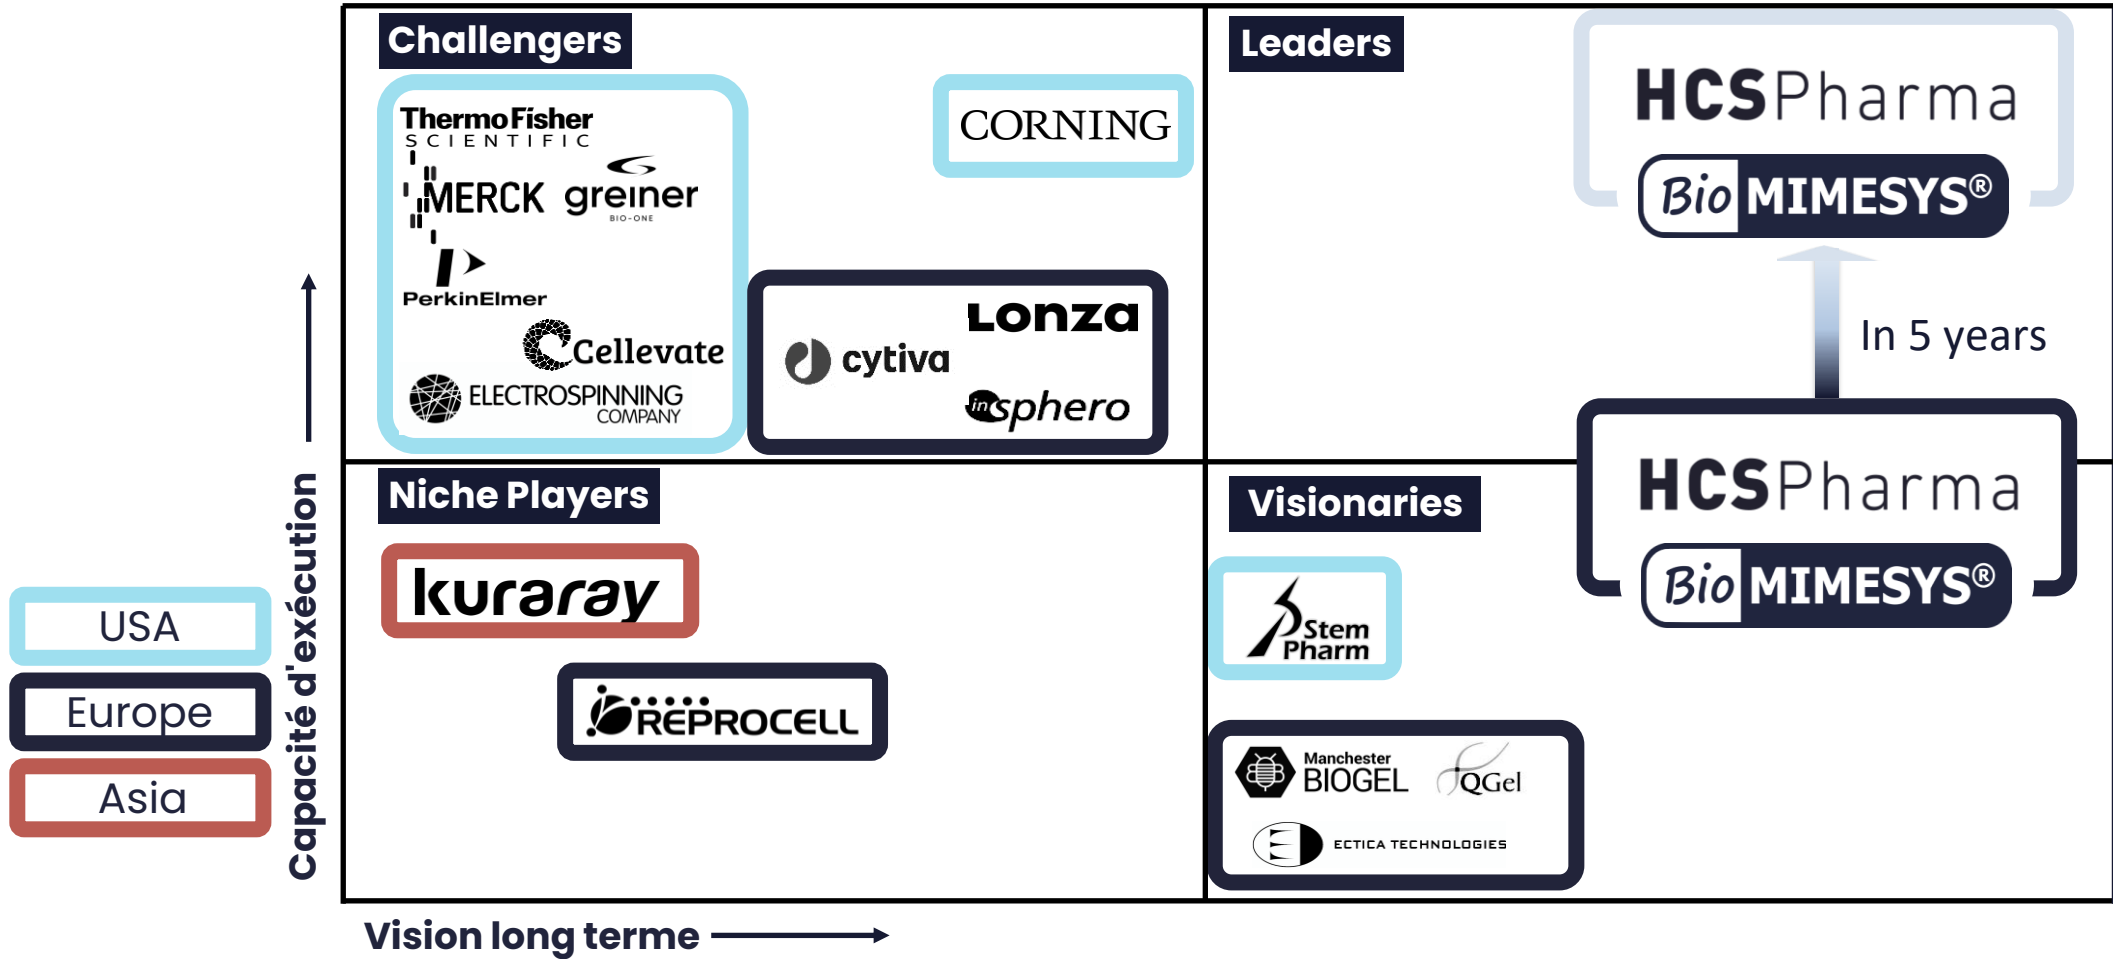 Challengers
ThermoFisher
SCIENTIFIC
MERCK
greiner
BIO-ONE
PerkinElmer
Cellevate
ELECTROSPINNING
COMPANY
CORNING
Lonza
cytiva
insphero
Leaders
HCSPharma
BioMIMESYS®
In 5 years
Niche Players
kuraray
REPROCELL
Visionaries
HCSPharma
BioMIMESYS®
Stem
Pharm
Manchester
BIOGEL
QGel
ECTICA TECHNOLOGIES
USA
Europe
Asia
Capacité d'exécution
Vision long terme